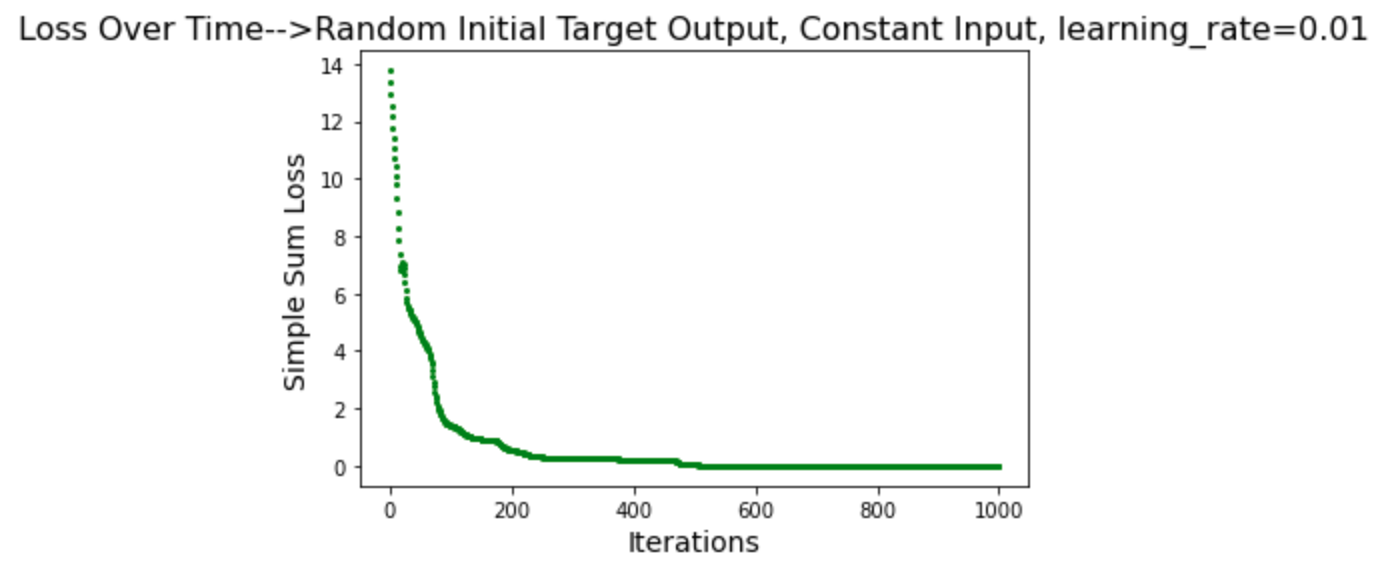 Loss Over Time-->Random Initial Target Output, Constant Input, learning_rate=0.01
14
12
10
8
6
4
2
0
Simple Sum Loss
0 200 400 600 800 1000
Iterations